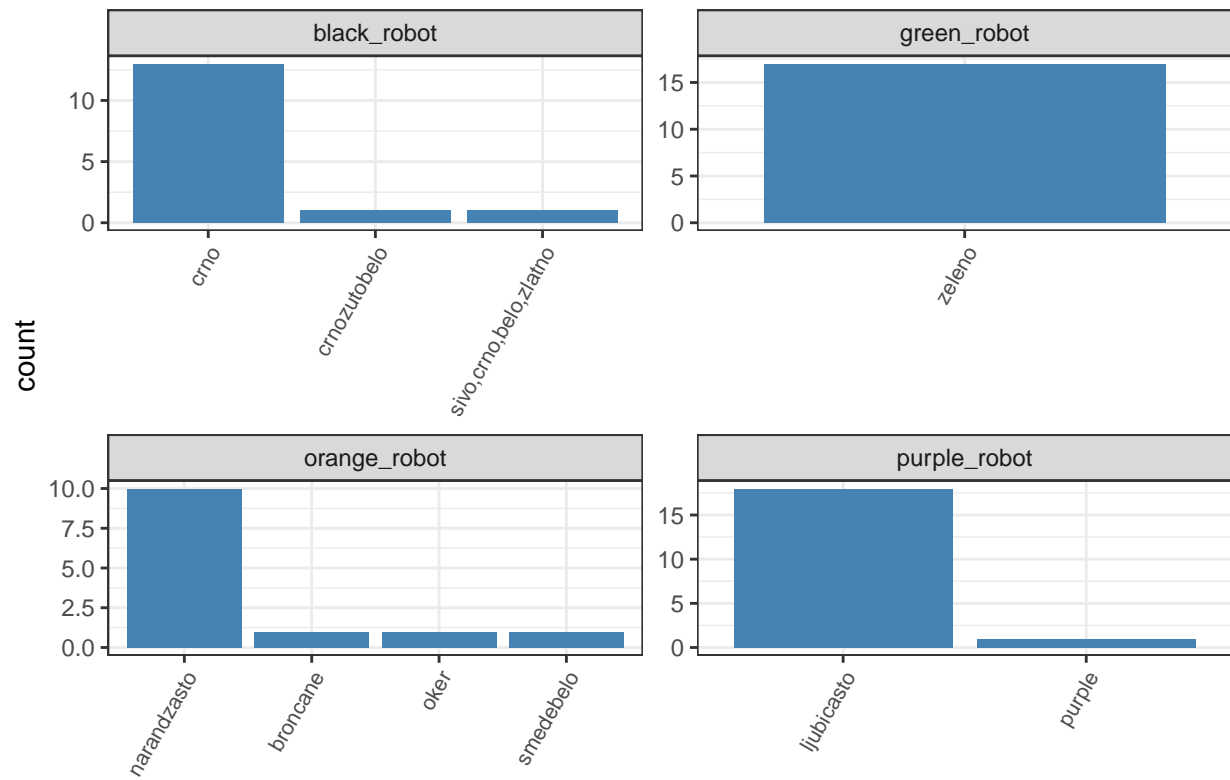 black_robot
green_robot
10
5
0
15
10
5
0
crno
crnozutobelo
sivo,crno,belo,zlatno
zeleno
count
orange_robot
purple_robot
10.0
7.5
5.0
2.5
0.0
15
10
5
0
narandzasto
broncane
oker
smedebelo
ljubicasto
purple